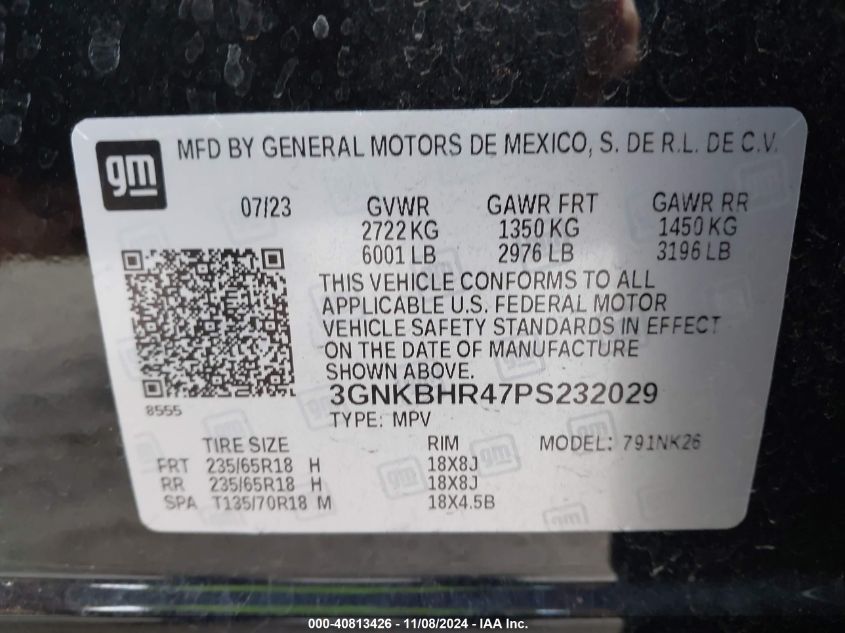 gm
MFD BY GENERAL MOTORS DE MEXICO, S. DE R.L. DE C.V.
07/23 GVWR GAWR FRT GAWR RR
2722 KG 1350 KG 1450 KG
6001 LB 2976 LB 3196 LB
THIS VEHICLE CONFORMS TO ALL
APPLICABLE U.S. FEDERAL MOTOR
VEHICLE SAFETY STANDARDS IN EFFECT
ON THE DATE OF MANUFACTURE
SHOWN ABOVE.
3GNKBHR47PS232029
8555
TYPE: MPV
TIRE SIZE RIM MODEL: 791NK26
FRT 235/65R18 H 18X8J
RR 235/65R18 H 18X8J
SPA T135/70R18 M 18X4.5B
000-40813426 - 11/08/2024 - IAA Inc.